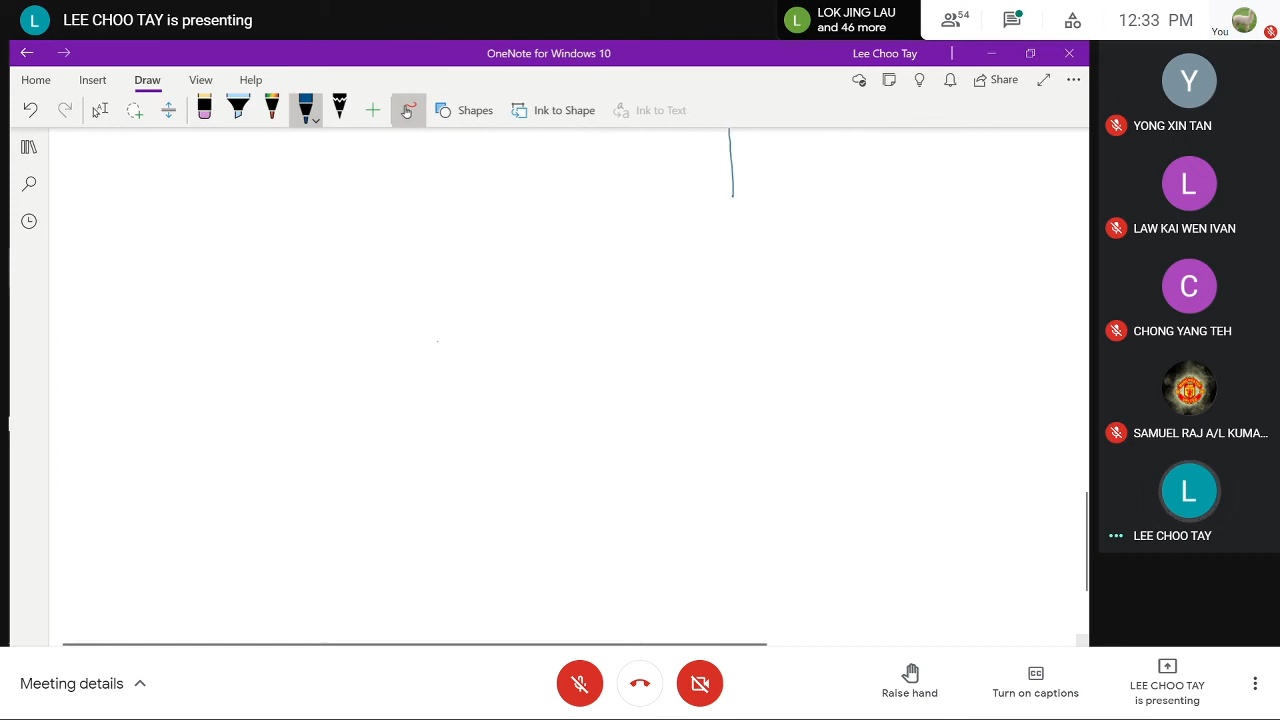 L LEE CHOO TAY is presenting
L LOK JING LAU and 46 more
54
12:33 PM
You
OneNote for Windows 10
Lee Choo Tay
Home Insert Draw View Help
Share
Shapes Ink to Shape Ink to Text
Y
YONG XIN TAN
L
LAW KAI WEN IVAN
C
CHONG YANG TEH
SAMUEL RAJ A/L KUMA...
L
LEE CHOO TAY
Meeting details
Raise hand
CC
Turn on captions
LEE CHOO TAY
is presenting